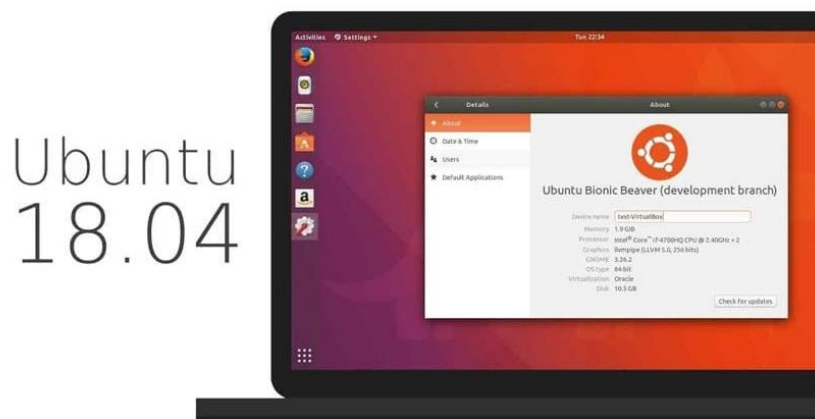 Ubuntu
18.04
Activities Settings Tue 22:34
Details About
About
Date & Time
Users
Default Applications
Ubuntu Bionic Beaver (development branch)
Device name test-VirtualBox
Memory 1,9 GiB
Processor Intel® Core™ i7-4700HQ CPU @ 2.40GHz × 2
Graphics llvmpipe (LLVM 5.0, 256 bits)
GNOME 3.26.2
OS type 64-bit
Virtualization Oracle
Disk 10,5 GB
Check for updates
a